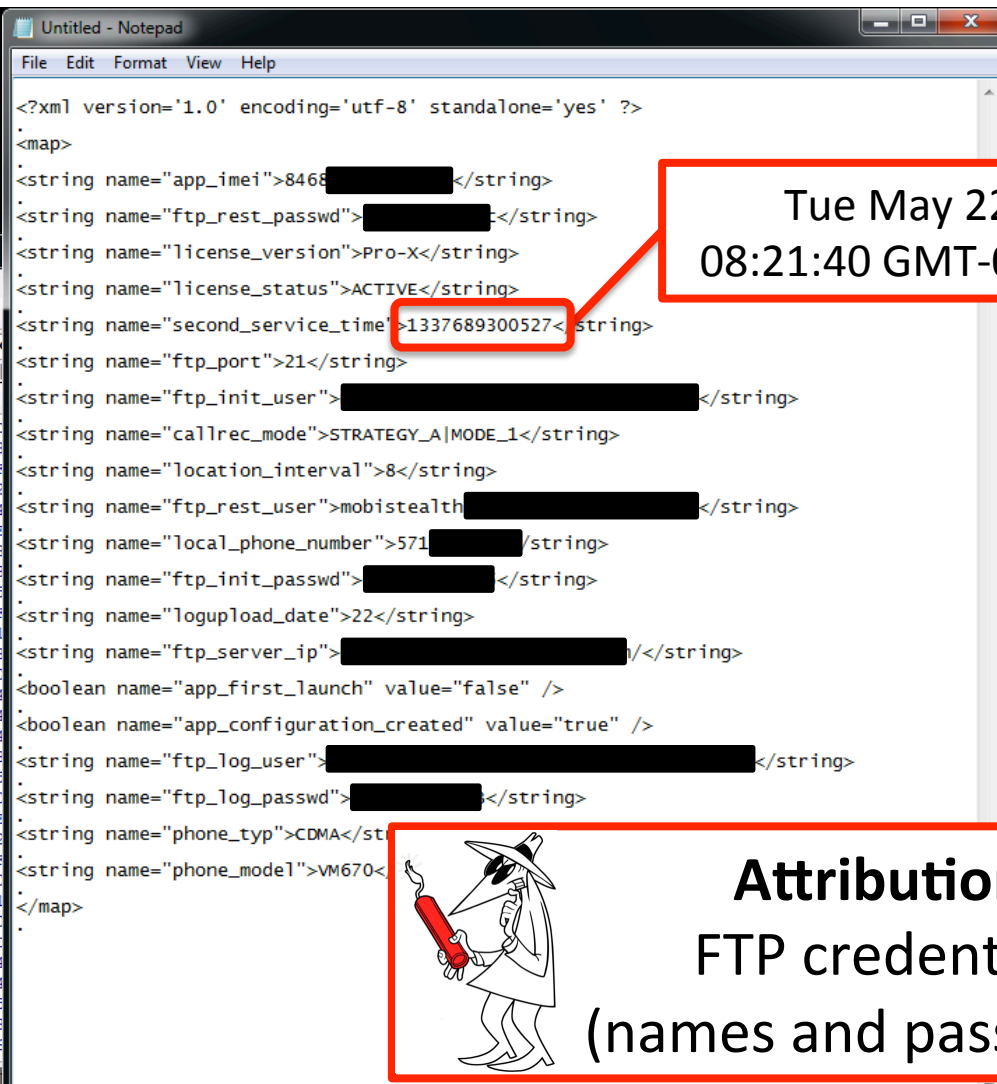 Untitled - Notepad
File Edit Format View Help
<?xml version='1.0' encoding='utf-8' standalone='yes' ?>
.
<map>
.
<string name="app_imei">8468</string>
.
<string name="ftp_rest_passwd"></string>
.
<string name="license_version">Pro-X</string>
.
<string name="license_status">ACTIVE</string>
.
<string name="second_service_time">1337689300527</string>
.
<string name="ftp_port">21</string>
.
<string name="ftp_init_user"></string>
.
<string name="callrec_mode">STRATEGY_A|MODE_1</string>
.
<string name="location_interval">8</string>
.
<string name="ftp_rest_user">mobistealth</string>
.
<string name="local_phone_number">571/string>
.
<string name="ftp_init_passwd"></string>
.
<string name="logupload_date">22</string>
.
<string name="ftp_server_ip">/</string>
.
<boolean name="app_first_launch" value="false" />
.
<boolean name="app_configuration_created" value="true" />
.
<string name="ftp_log_user"></string>
.
<string name="ftp_log_passwd"></string>
.
<string name="phone_typ">CDMA</str
.
<string name="phone_model">VM670<
.
</map>
.
Tue May 22
08:21:40 GMT-
Attribution
FTP credent
(names and pass